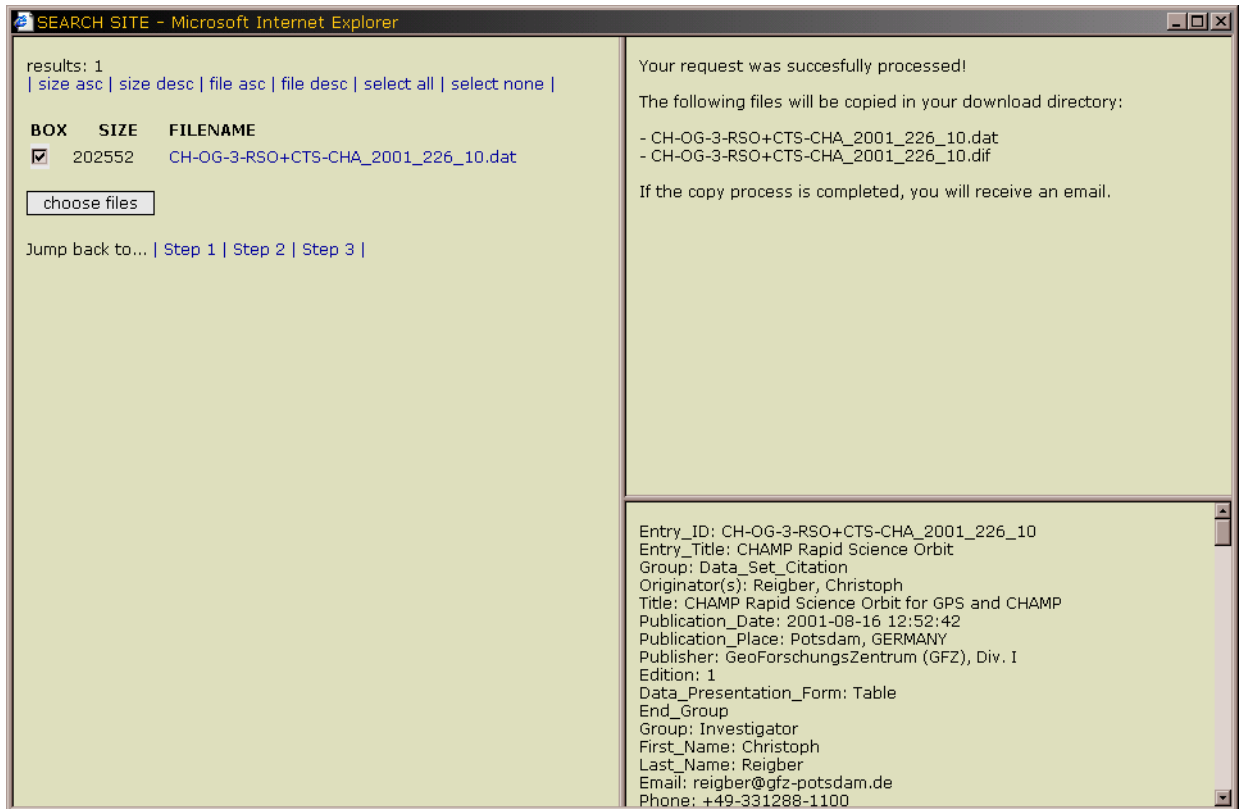 SEARCH SITE - Microsoft Internet Explorer
results: 1
| size asc | size desc | file asc | file desc | select all | select none |
BOX SIZE FILENAME
202552 CH-OG-3-RSO+CTS-CHA_2001_226_10.dat
choose files
Jump back to... | Step 1 | Step 2 | Step 3 |
Your request was succesfully processed!
The following files will be copied in your download directory:
- CH-OG-3-RSO+CTS-CHA_2001_226_10.dat
- CH-OG-3-RSO+CTS-CHA_2001_226_10.dif
If the copy process is completed, you will receive an email.
Entry_ID: CH-OG-3-RSO+CTS-CHA_2001_226_10
Entry_Title: CHAMP Rapid Science Orbit
Group: Data_Set_Citation
Originator(s): Reigber, Christoph
Title: CHAMP Rapid Science Orbit for GPS and CHAMP
Publication_Date: 2001-08-16 12:52:42
Publication_Place: Potsdam, GERMANY
Publisher: GeoForschungsZentrum (GFZ), Div. I
Edition: 1
Data_Presentation_Form: Table
End_Group
Group: Investigator
First_Name: Christoph
Last_Name: Reigber
Email: reigber@gfz-potsdam.de
Phone: +49-331288-1100